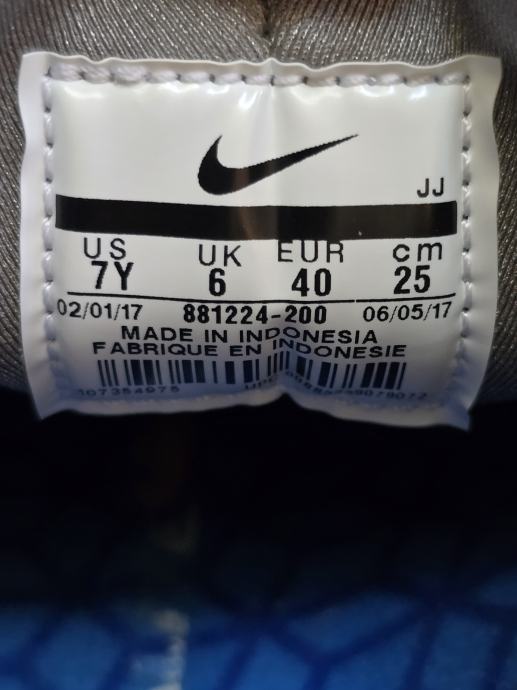 JJ
US UK EUR cm
7Y 6 40 25
02/01/17 881224-200 06/05/17
MADE IN INDONESIA
FABRIQUE EN INDONESIE